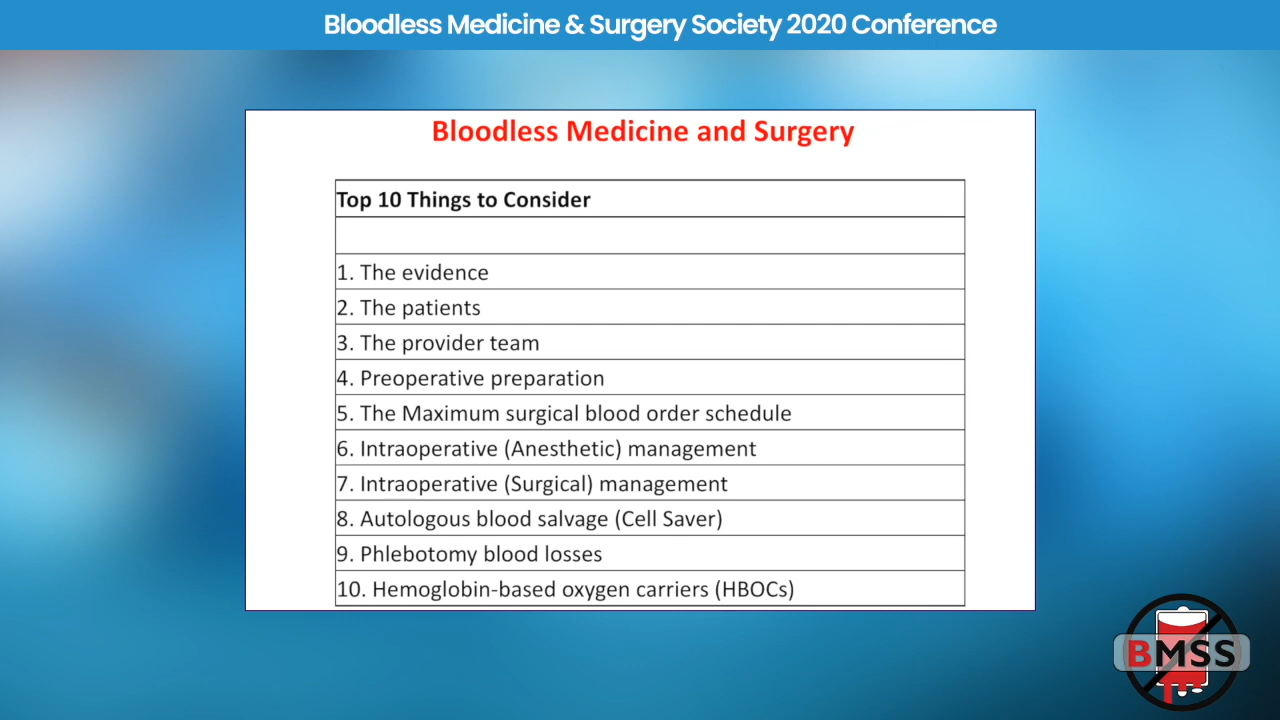 Bloodless Medicine & Surgery Society 2020 Conference
Bloodless Medicine and Surgery
Top 10 Things to Consider
1. The evidence
2. The patients
3. The provider team
4. Preoperative preparation
5. The Maximum surgical blood order schedule
6. Intraoperative (Anesthetic) management
7. Intraoperative (Surgical) management
8. Autologous blood salvage (Cell Saver)
9. Phlebotomy blood losses
10. Hemoglobin-based oxygen carriers (HBOCs)
BMSS